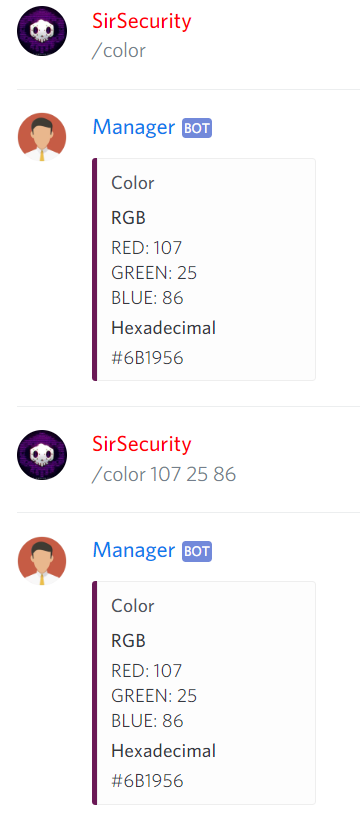 SirSecurity
/color
Manager BOT
Color
RGB
RED: 107
GREEN: 25
BLUE: 86
Hexadecimal
#6B1956
SirSecurity
/color 107 25 86
Manager BOT
Color
RGB
RED: 107
GREEN: 25
BLUE: 86
Hexadecimal
#6B1956